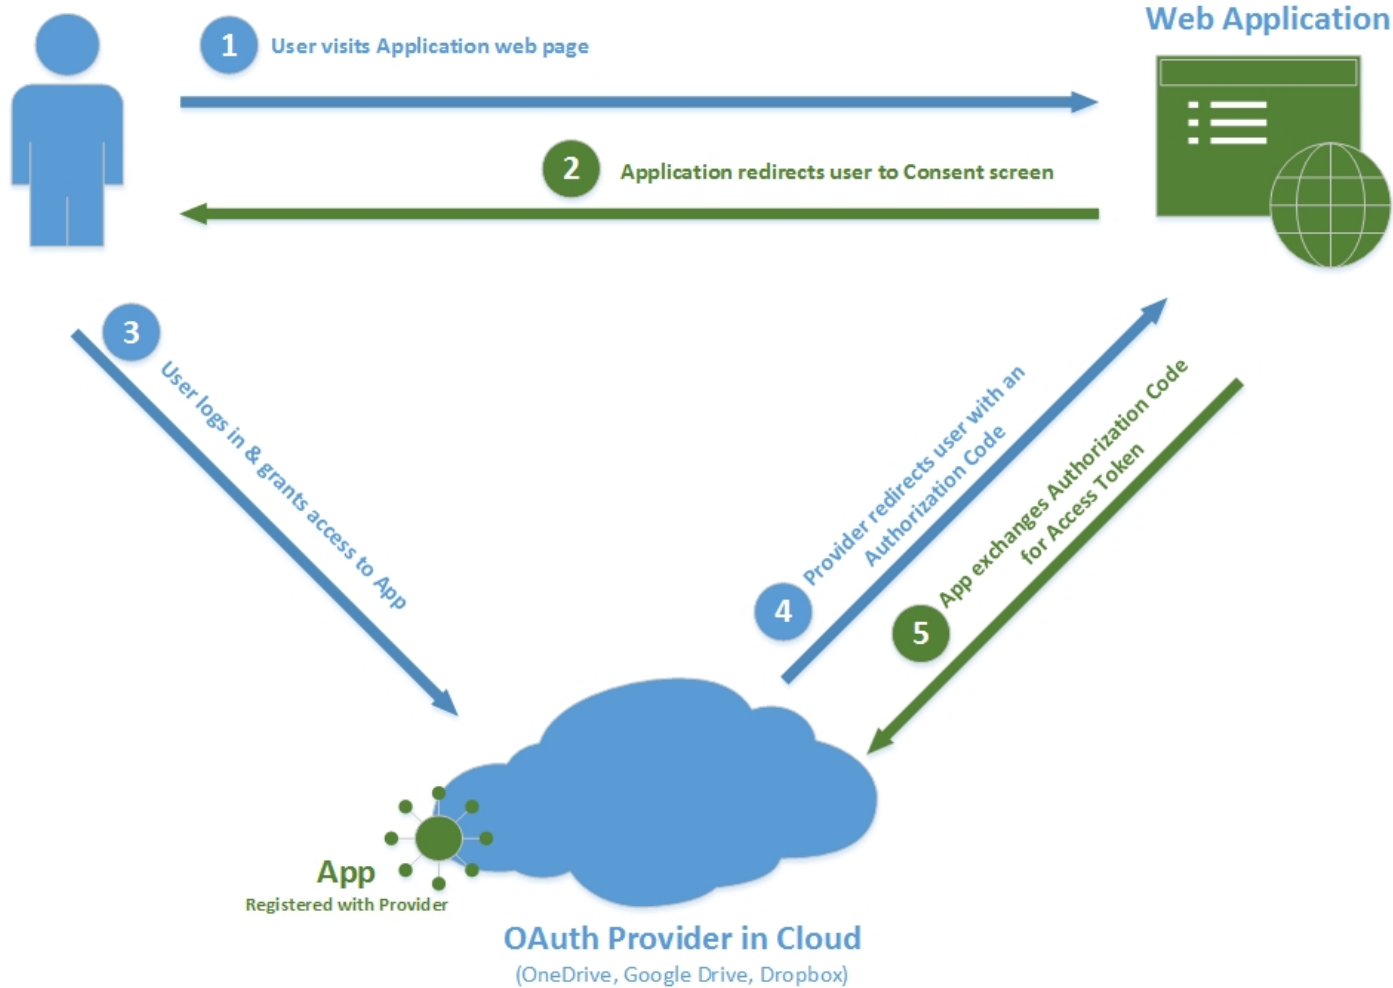 Web Application
1 User visits Application web page
2 Application redirects user to Consent screen
3 User logs in & grants access to App
4 Provider redirects user with an
Authorization Code
5 App exchanges Authorization Code
for Access Token
App
Registered with Provider
OAuth Provider in Cloud
(OneDrive, Google Drive, Dropbox)